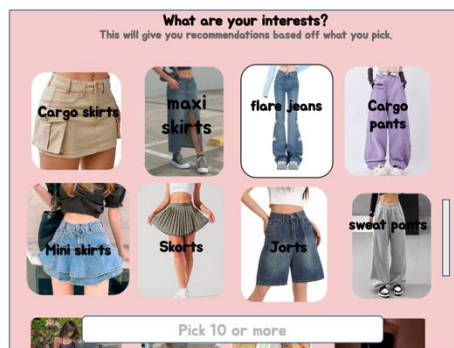 What are your interests?
This will give you recommendations based off what you pick.
Cargo skirts
maxi
skirts
flare jeans
Cargo
pants
Mini skirts
Skorts
Jorts
sweat pants
Pick 10 or more